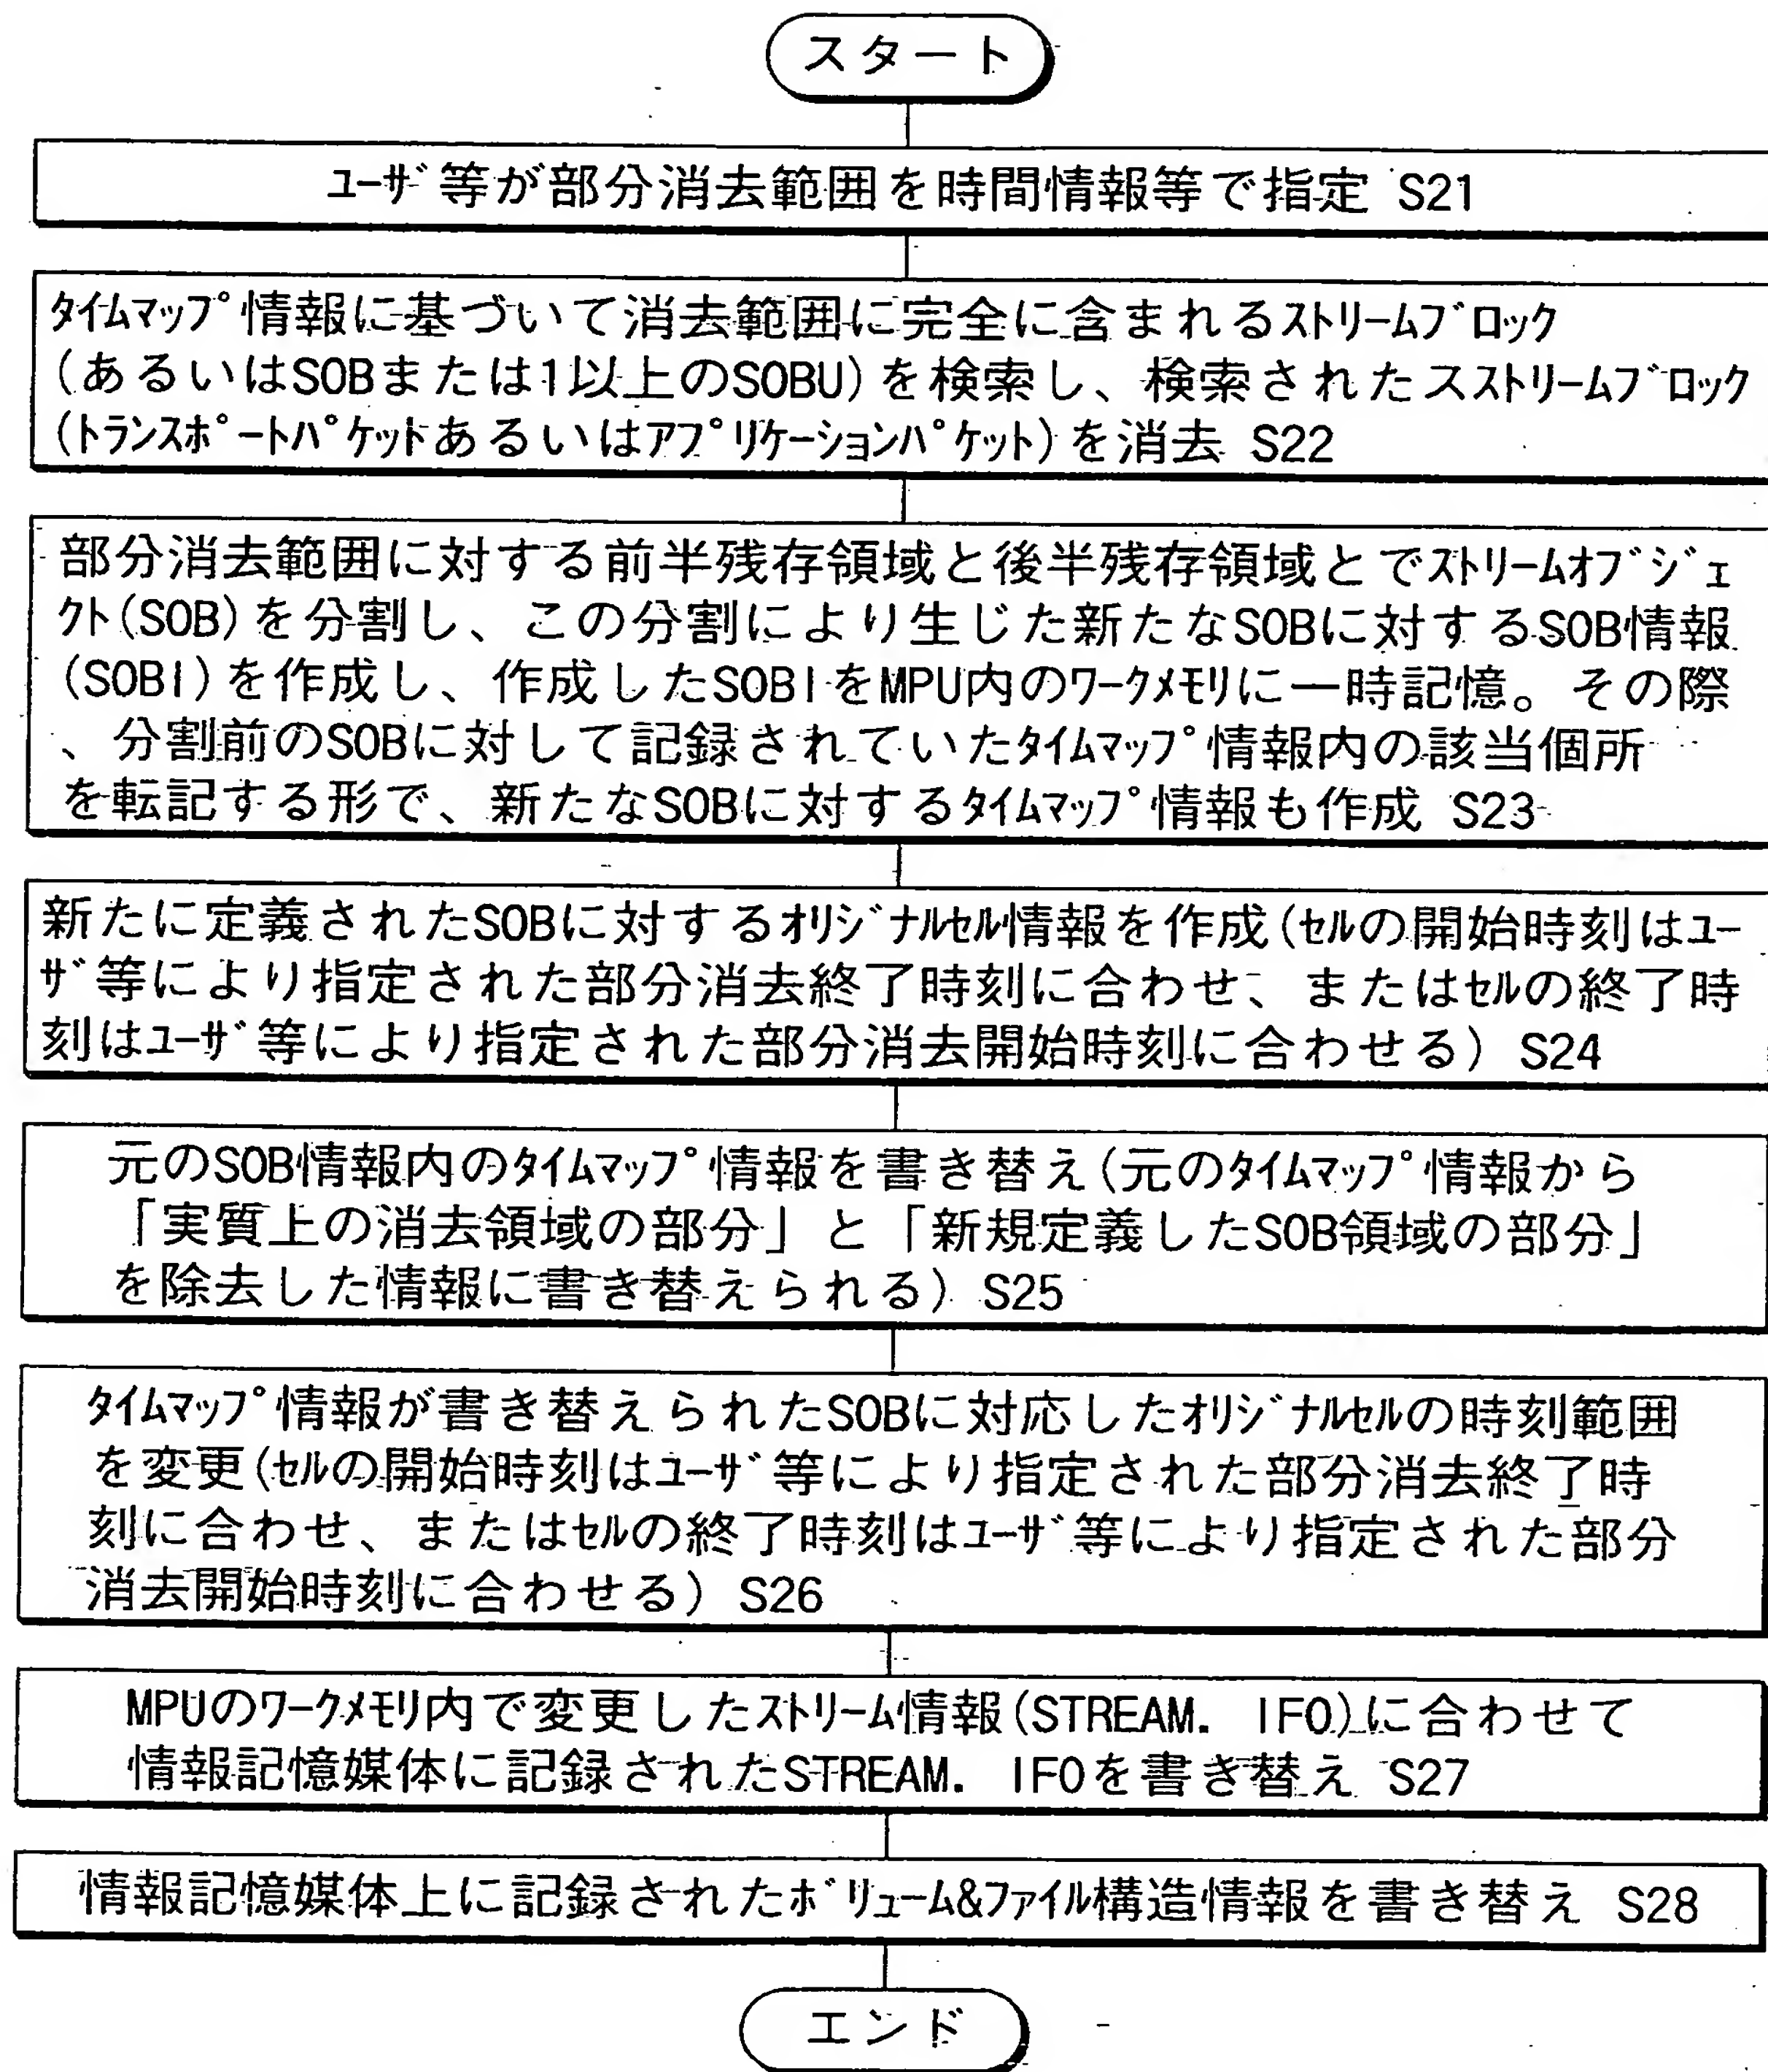 スタート
ﾕｰｻﾞ等が部分消去範囲を時間情報等で指定 S21
ﾀｲﾑﾏｯﾌﾟ情報に基づいて消去範囲に完全に含まれるｽﾄﾘｰﾑﾌﾞﾛｯｸ
(あるいはSOBまたは1以上のSOBU)を検索し、検索されたスｽﾄﾘｰﾑﾌﾞﾛｯｸ
(ﾄﾗﾝｽﾎﾟｰﾄﾊﾟｹｯﾄあるいはｱﾌﾟﾘｹｰｼｮﾝﾊﾟｹｯﾄ)を消去 S22
部分消去範囲に対する前半残存領域と後半残存領域とでｽﾄﾘｰﾑｵﾌﾞｼﾞｪ
ｸﾄ(SOB)を分割し、この分割により生じた新たなSOBに対するSOB情報
(SOBI)を作成し、作成したSOBIをMPU内のﾜｰｸﾒﾓﾘに一時記憶。その際
、分割前のSOBに対して記録されていたﾀｲﾑﾏｯﾌﾟ情報内の該当個所
を転記する形で、新たなSOBに対するﾀｲﾑﾏｯﾌﾟ情報も作成 S23
新たに定義されたSOBに対するｵﾘｼﾞﾅﾙｾﾙ情報を作成(ｾﾙの開始時刻はﾕｰ
ｻﾞ等により指定された部分消去終了時刻に合わせ、またはｾﾙの終了時
刻はﾕｰｻﾞ等により指定された部分消去開始時刻に合わせる) S24
元のSOB情報内のﾀｲﾑﾏｯﾌﾟ情報を書き替え(元のﾀｲﾑﾏｯﾌﾟ情報から
「実質上の消去領域の部分」と「新規定義したSOB領域の部分」
を除去した情報に書き替えられる) S25
ﾀｲﾑﾏｯﾌﾟ情報が書き替えられたSOBに対応したｵﾘｼﾞﾅﾙｾﾙの時刻範囲
を変更(ｾﾙの開始時刻はﾕｰｻﾞ等により指定された部分消去終了時
刻に合わせ、またはｾﾙの終了時刻はﾕｰｻﾞ等により指定された部分
消去開始時刻に合わせる) S26
MPUのﾜｰｸﾒﾓﾘ内で変更したｽﾄﾘｰﾑ情報(STREAM. IFO)に合わせて
情報記憶媒体に記録されたSTREAM. IFOを書き替え S27
情報記憶媒体上に記録されたﾎﾞﾘｭｰﾑ&ﾌｧｲﾙ構造情報を書き替え S28
エンド